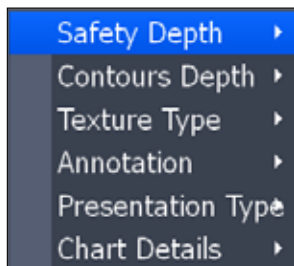 Safety Depth
Contours Depth
Texture Type
Annotation
Presentation Type
Chart Details